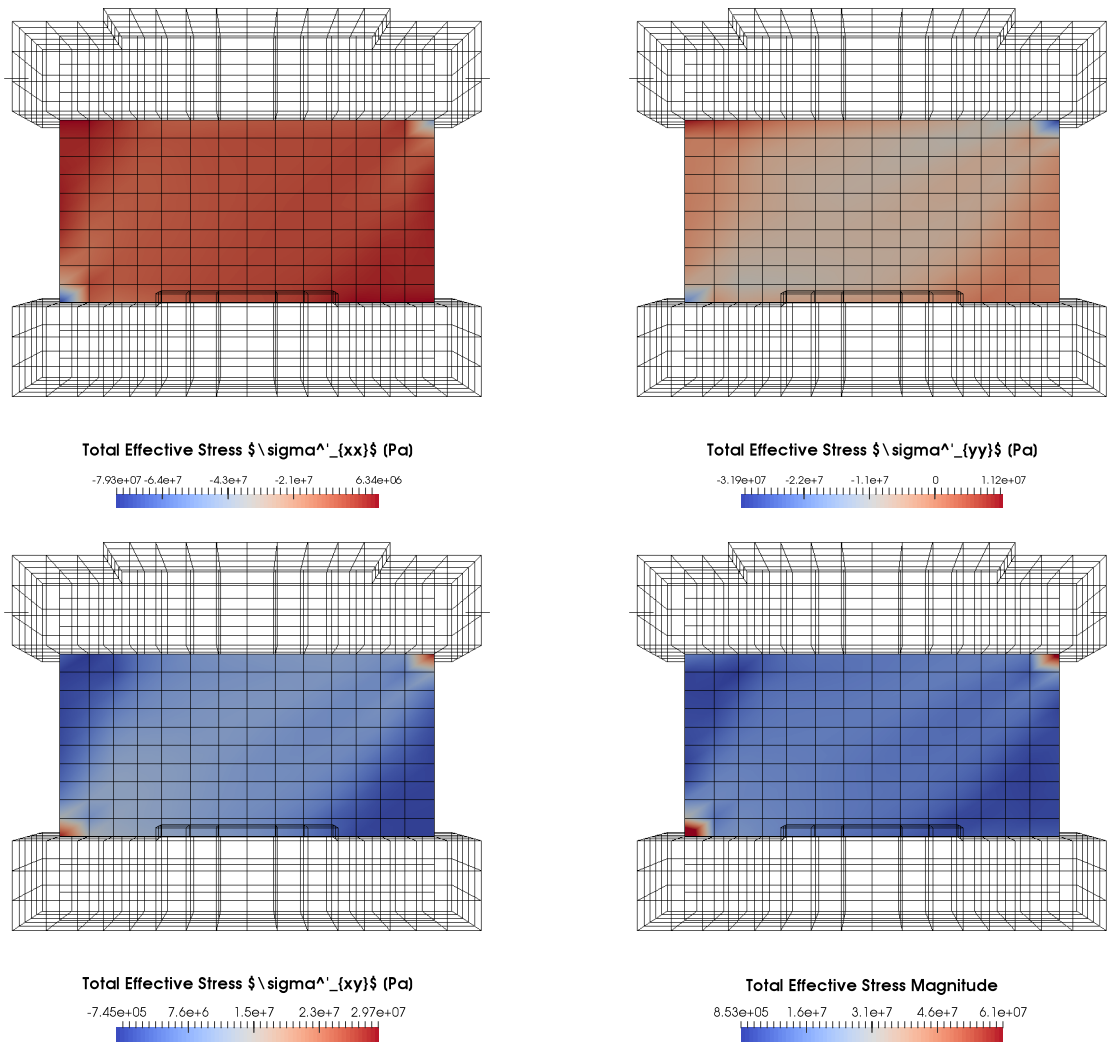 Total Effective Stress $\sigma^'_{xx}$ (Pa)
-7.93e+07 -6.4e+7 -4.3e+7 -2.1e+7 6.34e+06
Total Effective Stress $\sigma^'_{yy}$ (Pa)
-3.19e+07 -2.2e+7 -1.1e+7 0 1.12e+07
Total Effective Stress $\sigma^'_{xy}$ (Pa)
-7.45e+05 7.6e+6 1.5e+7 2.3e+7 2.97e+07
Total Effective Stress Magnitude
8.53e+05 1.6e+7 3.1e+7 4.6e+7 6.1e+07